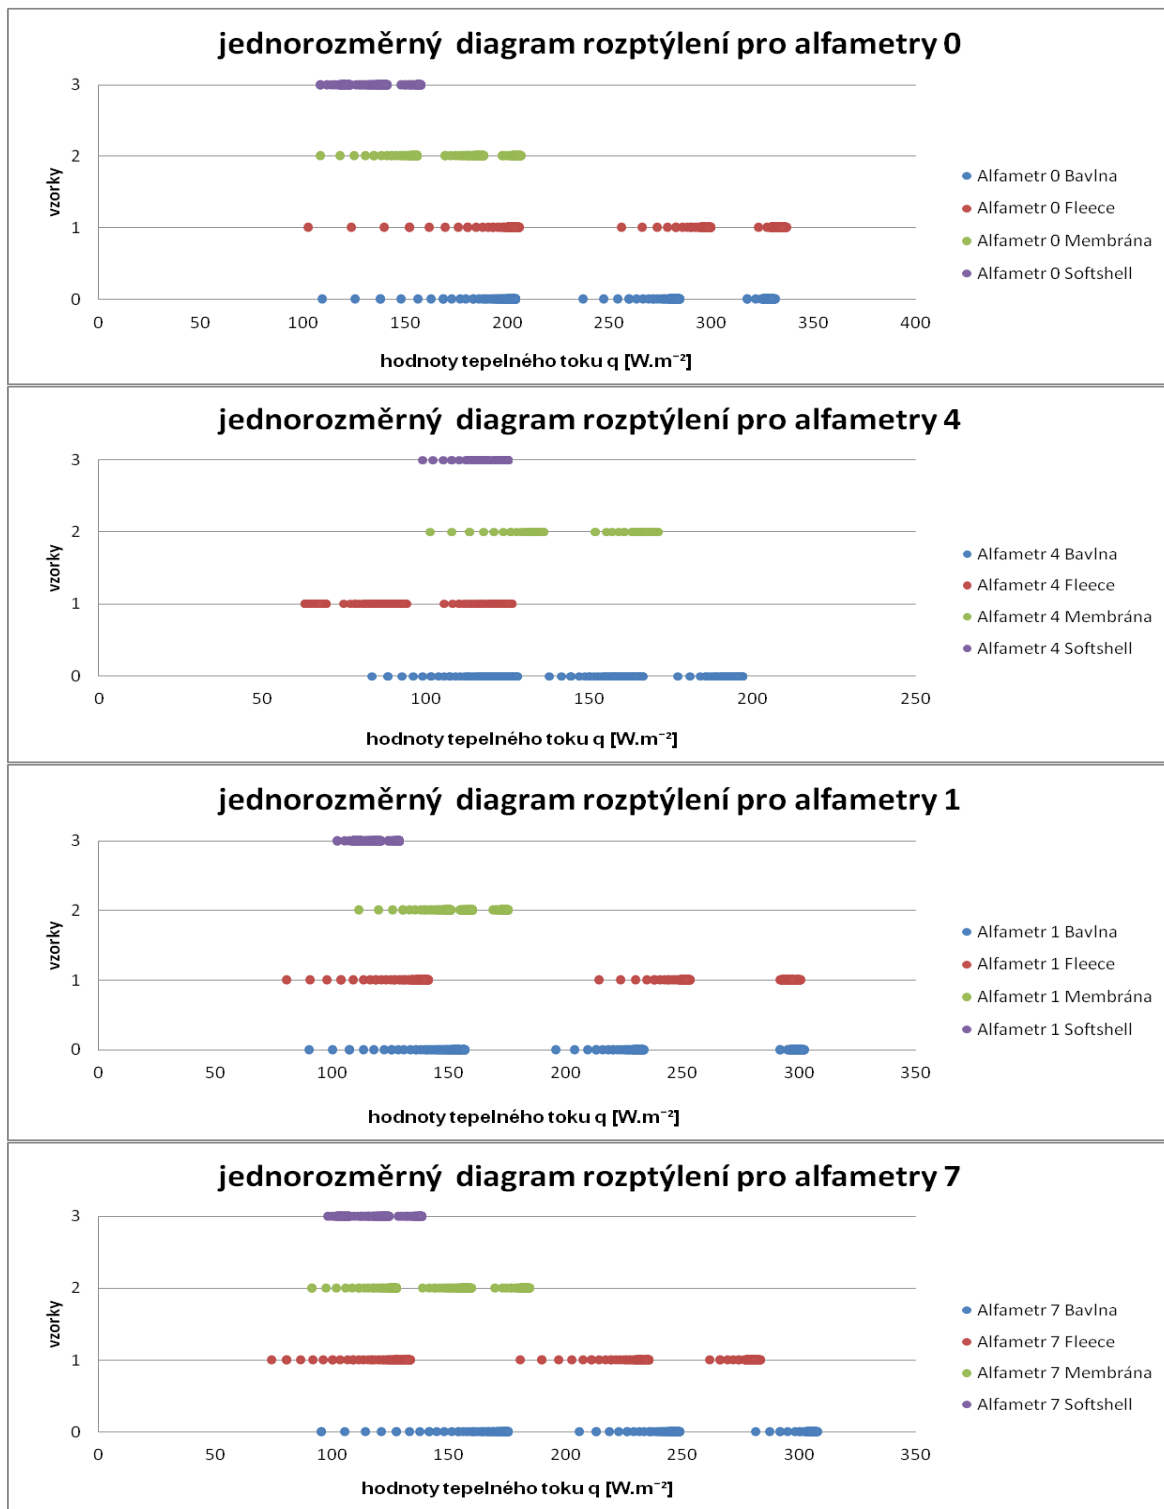 jednorozměrný diagram rozptýlení pro alfametry 0
3
2
1
0
vzorky
0 50 100 150 200 250 300 350 400
hodnoty tepelného toku q [W.m⁻²]
Alfametr 0 Bavlna
Alfametr 0 Fleece
Alfametr 0 Membrána
Alfametr 0 Softshell
jednorozměrný diagram rozptýlení pro alfametry 4
3
2
1
0
vzorky
0 50 100 150 200 250
hodnoty tepelného toku q [W.m⁻²]
Alfametr 4 Bavlna
Alfametr 4 Fleece
Alfametr 4 Membrána
Alfametr 4 Softshell
jednorozměrný diagram rozptýlení pro alfametry 1
3
2
1
0
vzorky
0 50 100 150 200 250 300 350
hodnoty tepelného toku q [W.m⁻²]
Alfametr 1 Bavlna
Alfametr 1 Fleece
Alfametr 1 Membrána
Alfametr 1 Softshell
jednorozměrný diagram rozptýlení pro alfametry 7
3
2
1
0
vzorky
0 50 100 150 200 250 300 350
hodnoty tepelného toku q [W.m⁻²]
Alfametr 7 Bavlna
Alfametr 7 Fleece
Alfametr 7 Membrána
Alfametr 7 Softshell